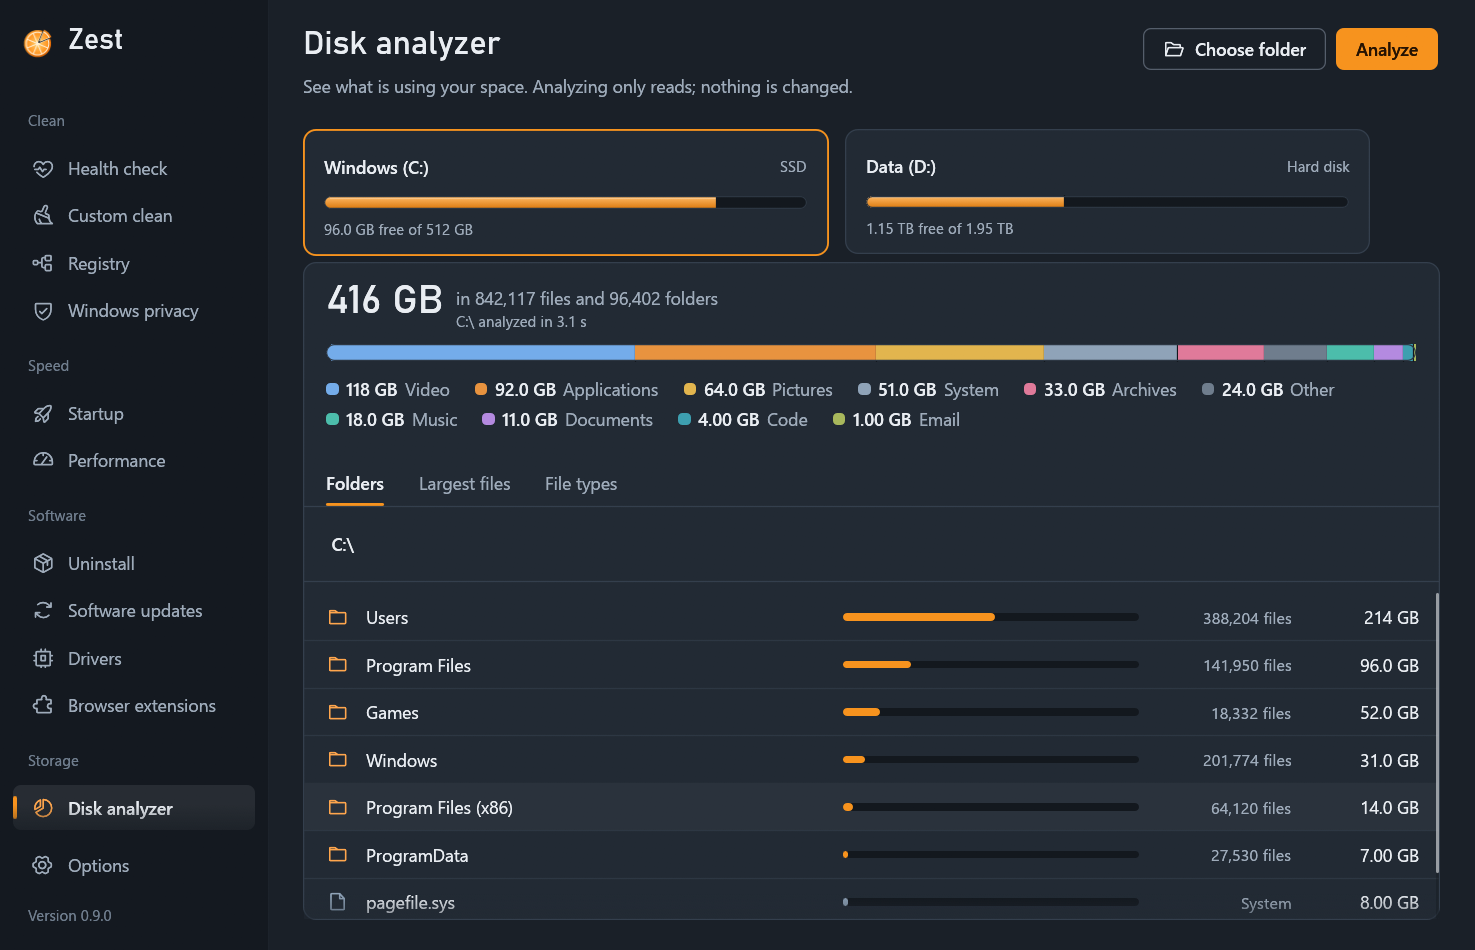 Zest
Clean
Health check
Custom clean
Registry
Windows privacy
Speed
Startup
Performance
Software
Uninstall
Software updates
Drivers
Browser extensions
Storage
Disk analyzer
Options
Version 0.9.0
Disk analyzer
See what is using your space. Analyzing only reads; nothing is changed.
Choose folder
Analyze
Windows (C:) SSD
96.0 GB free of 512 GB
Data (D:) Hard disk
1.15 TB free of 1.95 TB
416 GB in 842,117 files and 96,402 folders
C:\ analyzed in 3.1 s
118 GB Video 92.0 GB Applications 64.0 GB Pictures 51.0 GB System 33.0 GB Archives 24.0 GB Other
18.0 GB Music 11.0 GB Documents 4.00 GB Code 1.00 GB Email
Folders Largest files File types
C:\
Users 388,204 files 214 GB
Program Files 141,950 files 96.0 GB
Games 18,332 files 52.0 GB
Windows 201,774 files 31.0 GB
Program Files (x86) 64,120 files 14.0 GB
ProgramData 27,530 files 7.00 GB
pagefile.sys System 8.00 GB